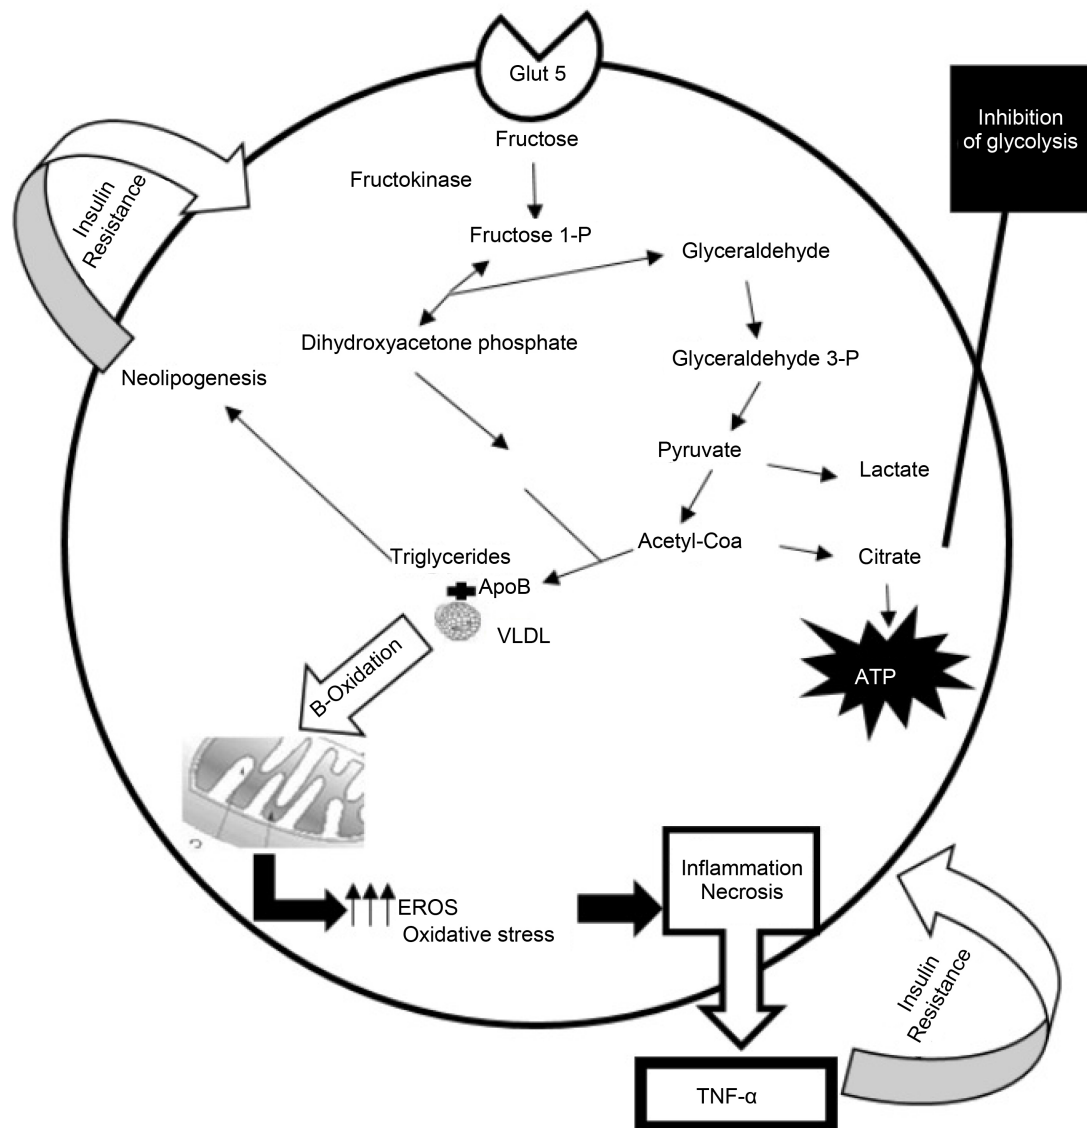 Glut 5
Inhibition
of glycolysis
Fructose
Fructokinase
Insulin
Resistance
Fructose 1-P
Glyceraldehyde
Dihydroxyacetone phosphate
Glyceraldehyde 3-P
Neolipogenesis
Pyruvate
Lactate
Acetyl-Coa
Citrate
Triglycerides
ApoB
VLDL
ATP
B-Oxidation
Inflammation
Necrosis
EROS
Oxidative stress
Insulin
Resistance
TNF-α